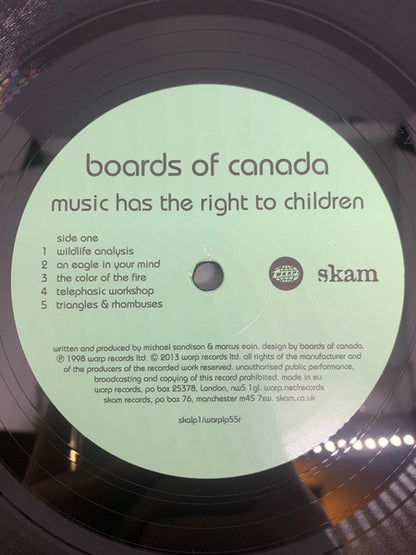 boards of canada
music has the right to children
side one
1 wildlife analysis
2 an eagle in your mind
3 the color of the fire
4 telephasic workshop
5 triangles & rhombuses
skam
written and produced by michael sandison & marcus eoin. design by boards of canada.
℗ 1998 warp records ltd. © 2013 warp records ltd. all rights of the manufacturer and
of the producers of the recorded work reserved. unauthorised public performance,
broadcasting and copying of this record prohibited. made in eu.
warp records, po box 25378, london, nw5 1gl. warp.net/records
skam records, po box 76, manchester m45 7xw. skam.co.uk
skalp1/warplp55r